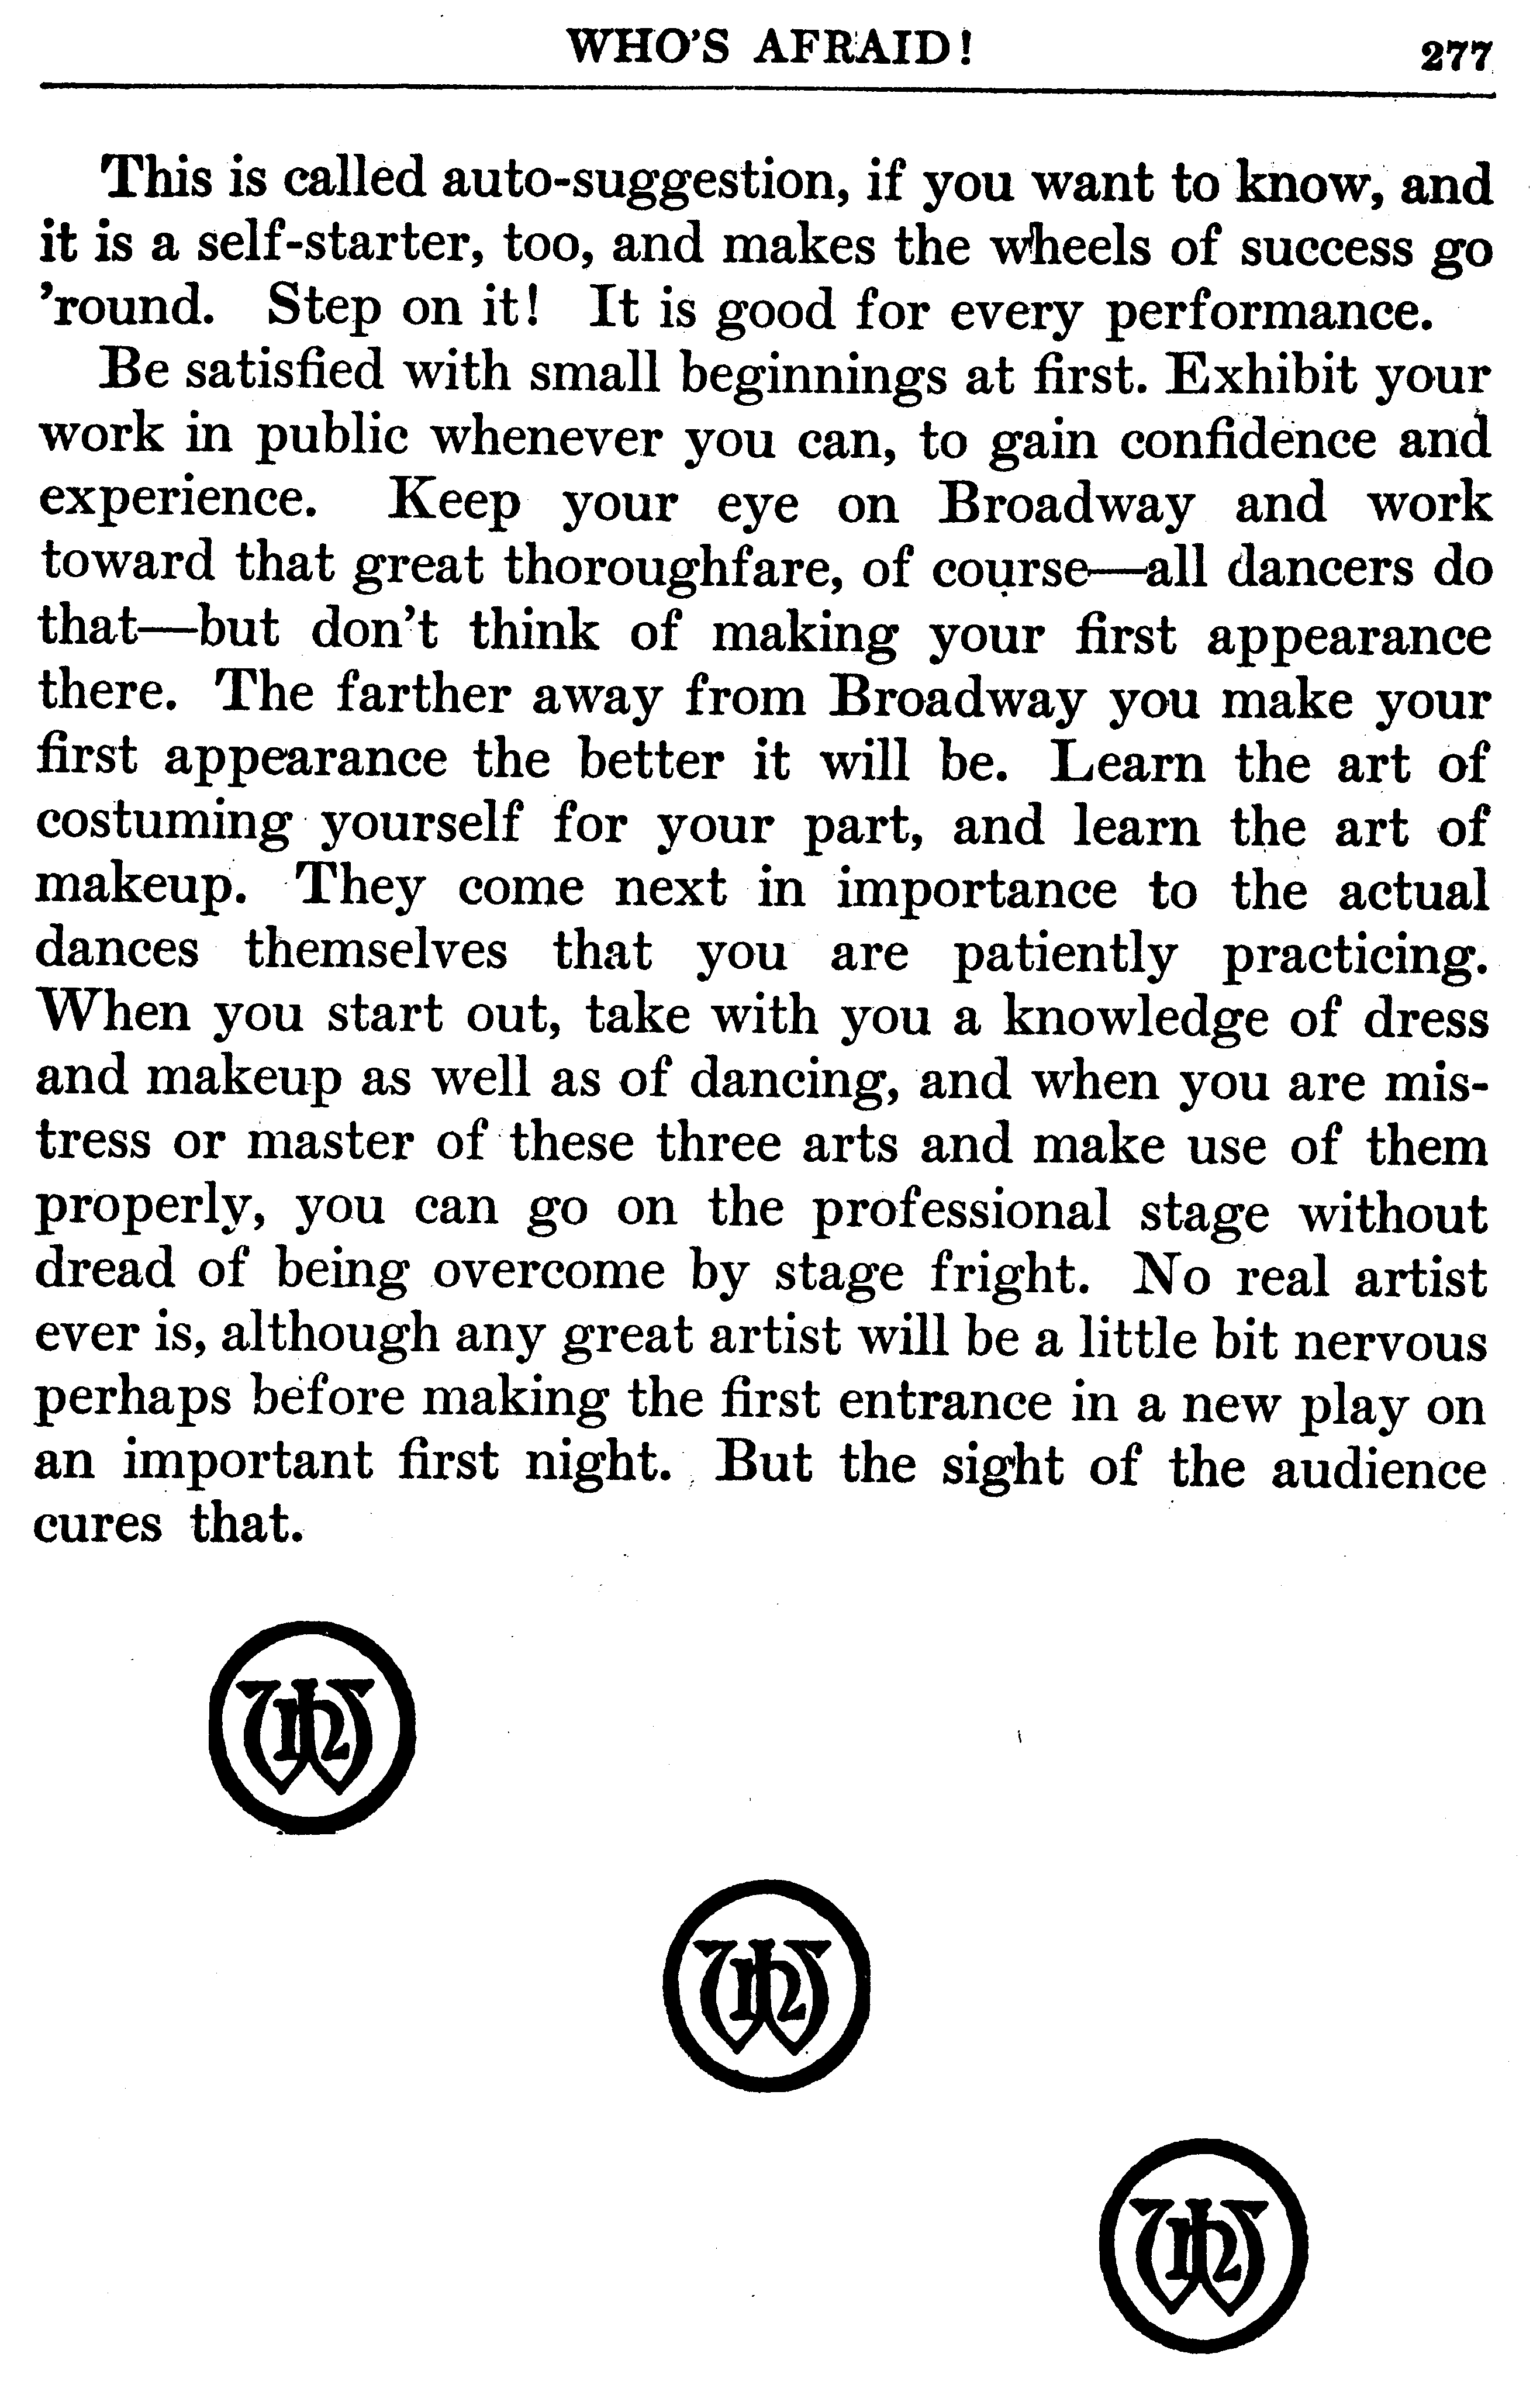 WHO'S AFRAID! 277
This is called auto-suggestion, if you want to know, and
it is a self-starter, too, and makes the wheels of success go
'round. Step on it! It is good for every performance.
Be satisfied with small beginnings at first. Exhibit your
work in public whenever you can, to gain confidence and
experience. Keep your eye on Broadway and work
toward that great thoroughfare, of course—all dancers do
that—but don't think of making your first appearance
there. The farther away from Broadway you make your
first appearance the better it will be. Learn the art of
costuming yourself for your part, and learn the art of
makeup. They come next in importance to the actual
dances themselves that you are patiently practicing.
When you start out, take with you a knowledge of dress
and makeup as well as of dancing, and when you are mis-
tress or master of these three arts and make use of them
properly, you can go on the professional stage without
dread of being overcome by stage fright. No real artist
ever is, although any great artist will be a little bit nervous
perhaps before making the first entrance in a new play on
an important first night. But the sight of the audience
cures that.